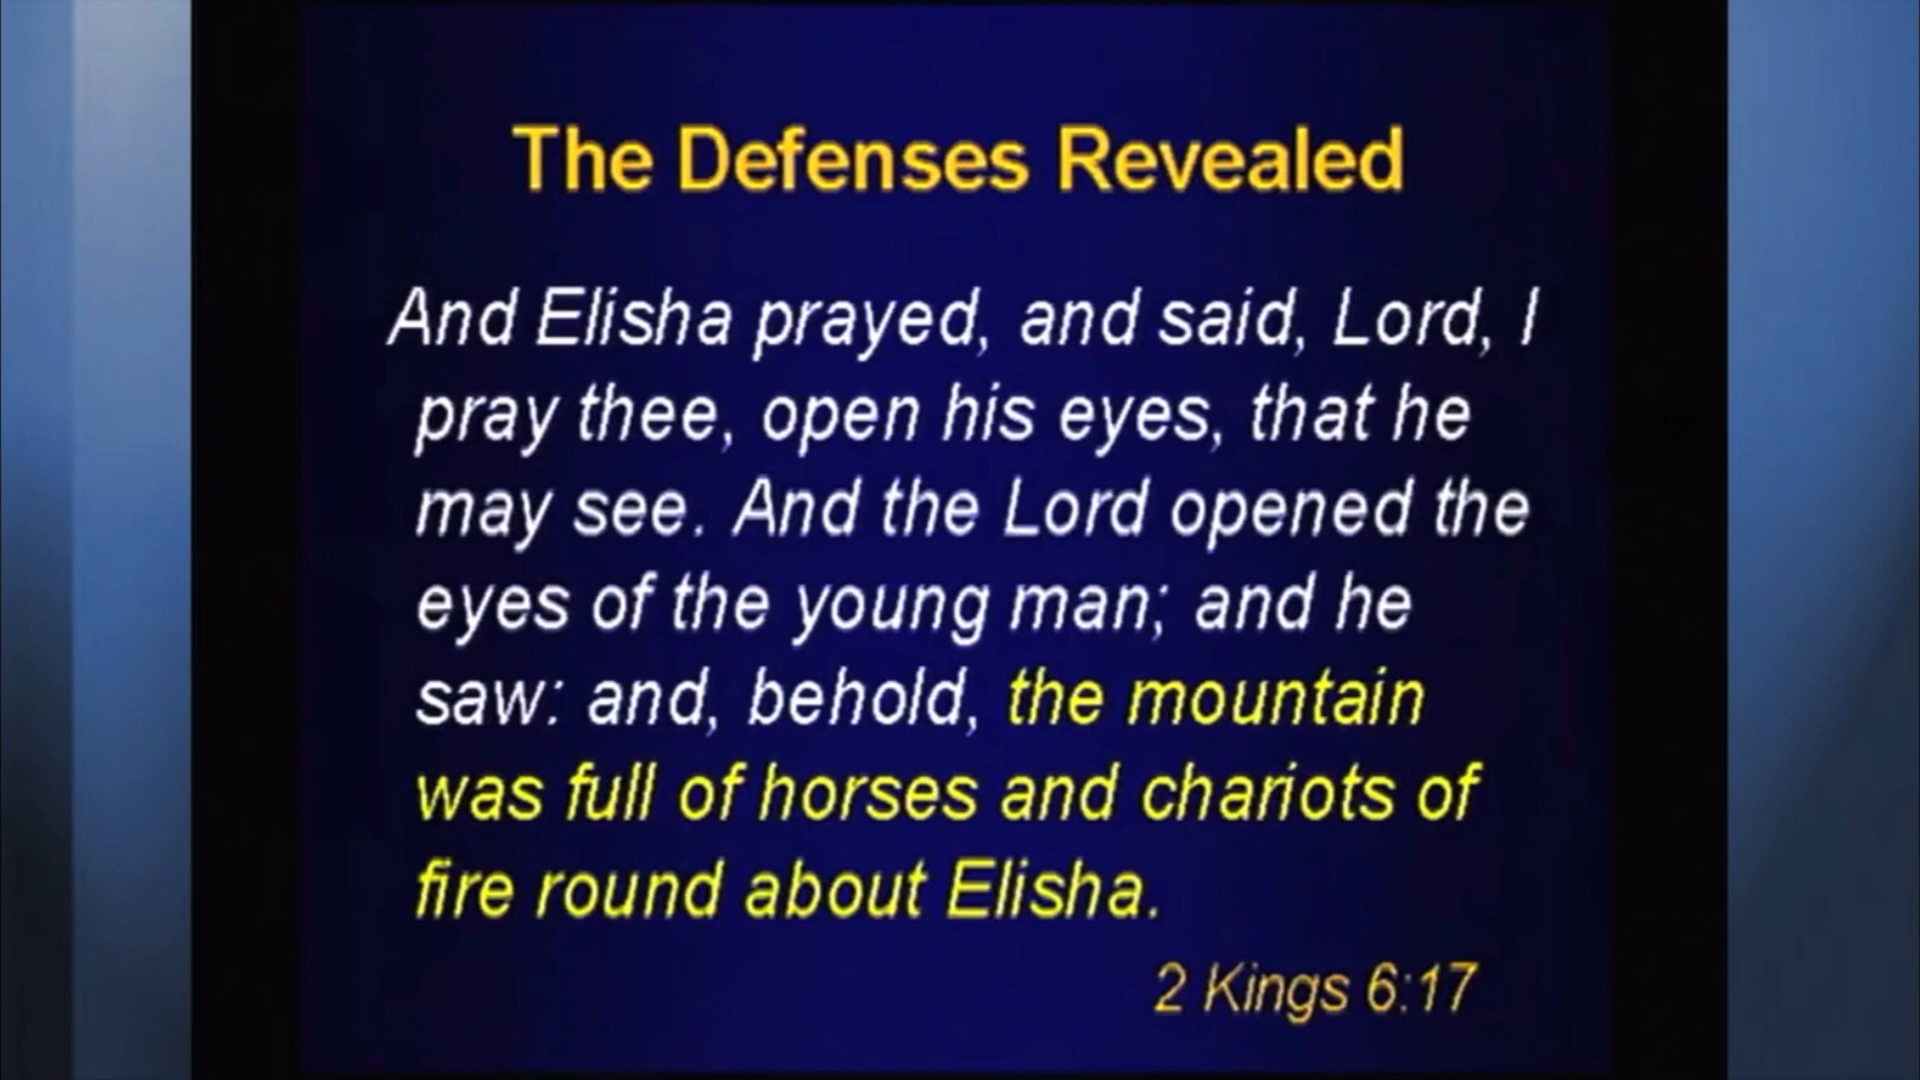 The Defenses Revealed
And Elisha prayed, and said, Lord, I
pray thee, open his eyes, that he
may see. And the Lord opened the
eyes of the young man; and he
saw: and, behold, the mountain
was full of horses and chariots of
fire round about Elisha.
2 Kings 6:17